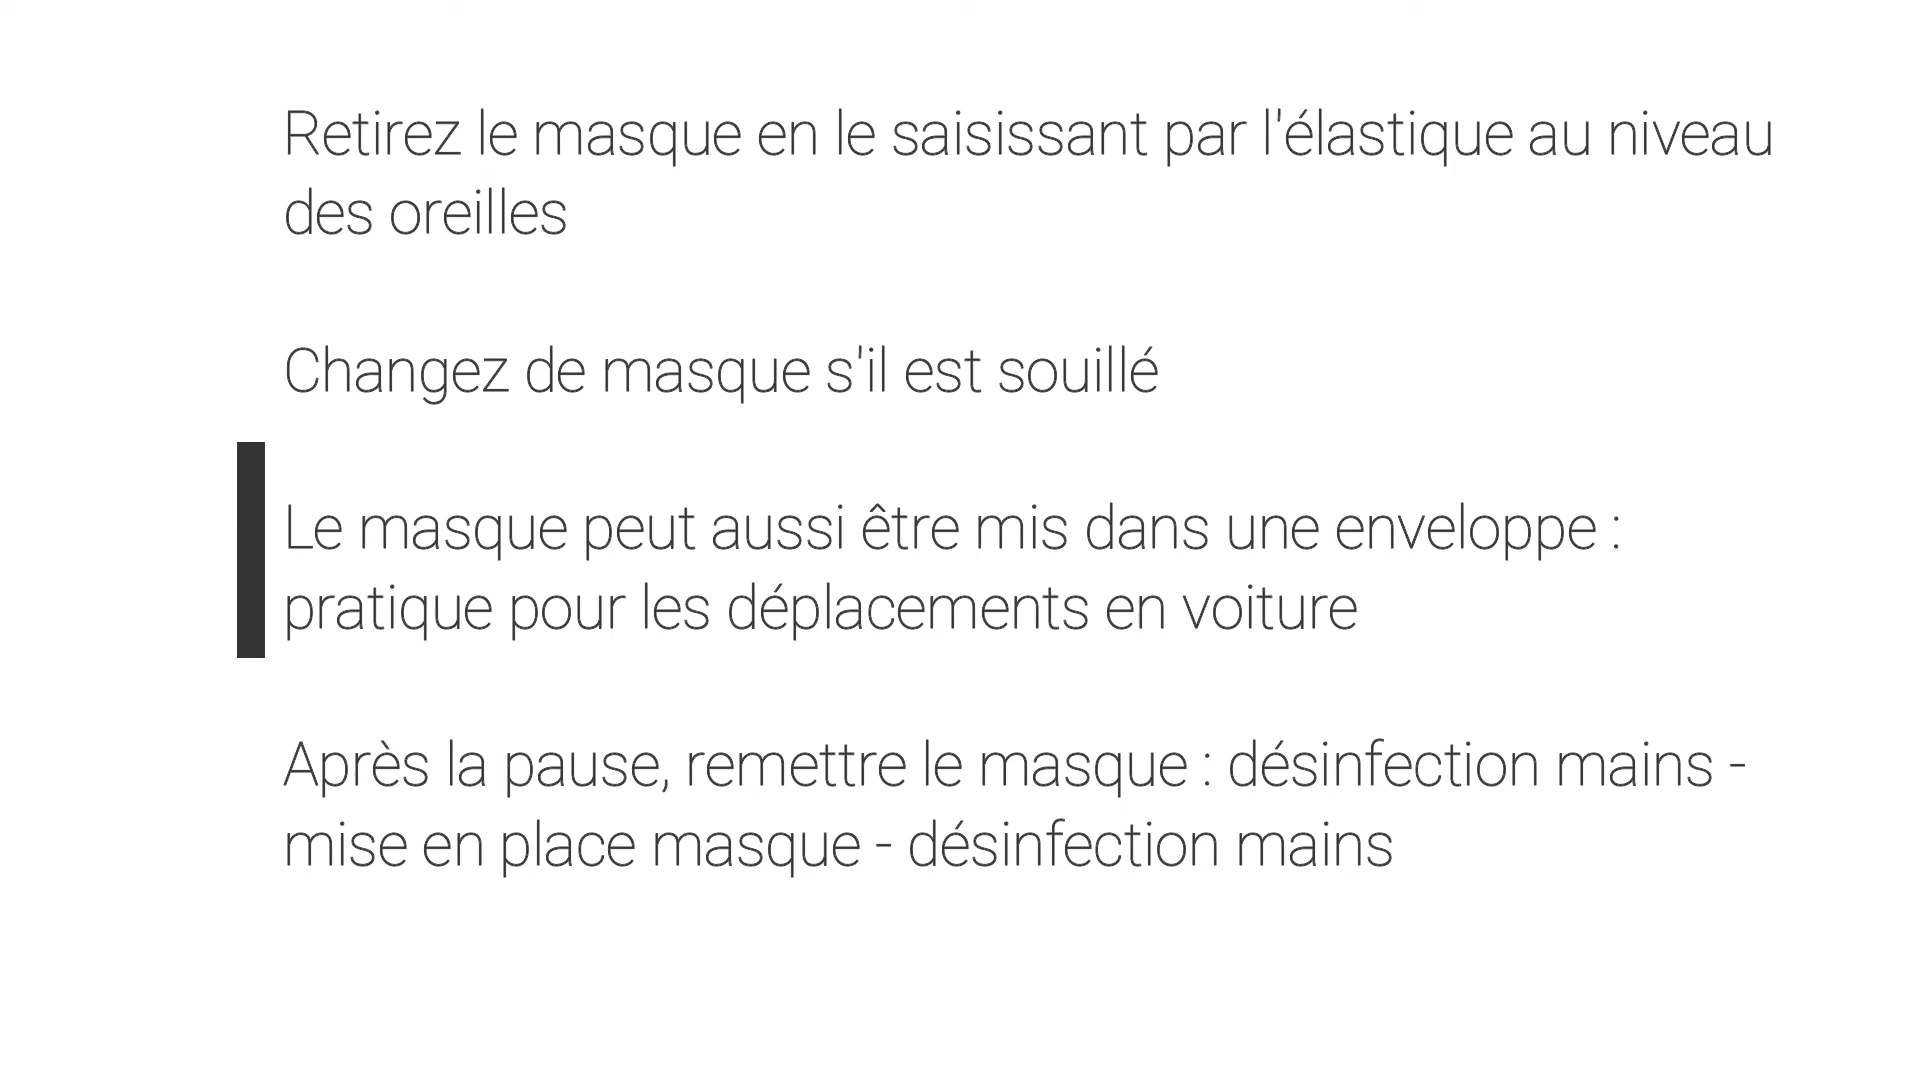 Retirez le masque en le saisissant par l'élastique au niveau
des oreilles
Changez de masque s'il est souillé
Le masque peut aussi être mis dans une enveloppe :
pratique pour les déplacements en voiture
Après la pause, remettre le masque : désinfection mains -
mise en place masque - désinfection mains